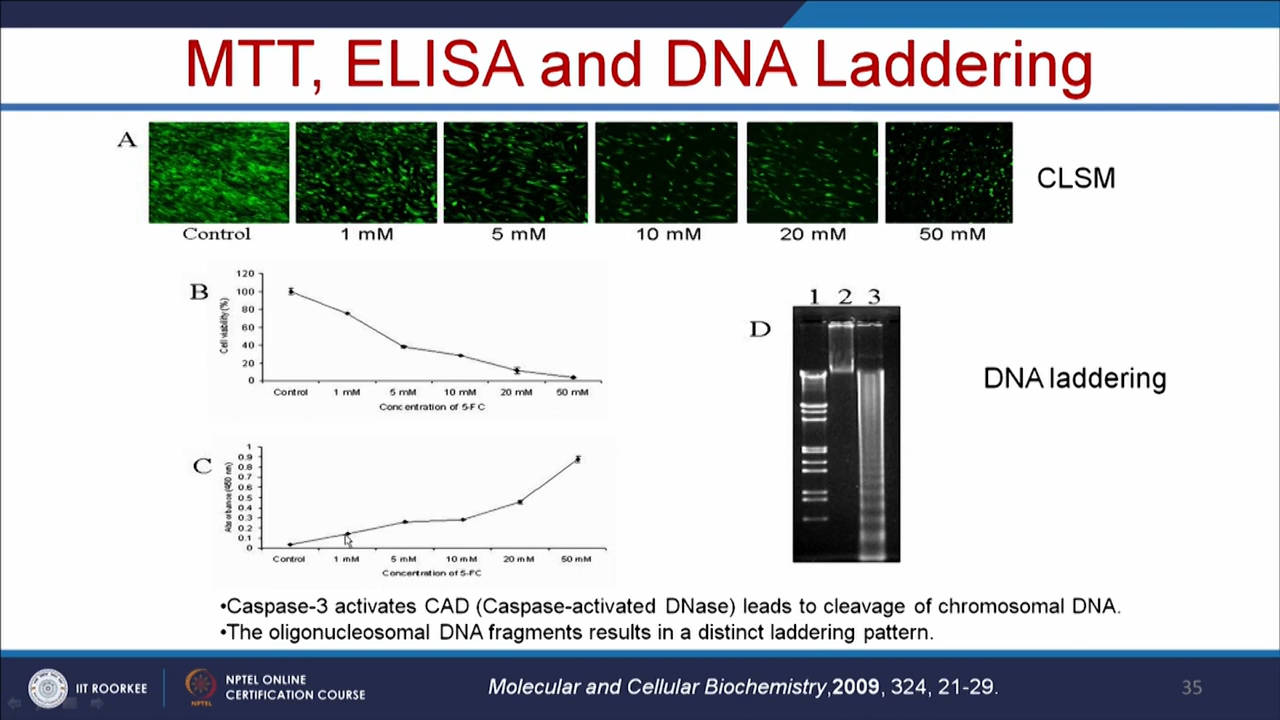 MTT, ELISA and DNA Laddering
A
CLSM
Control 1 mM 5 mM 10 mM 20 mM 50 mM
B
Cell viability (%)
120
100
80
60
40
20
0
Control 1 mM 5 mM 10 mM 20 mM 50 mM
Concentration of 5-FC
C
Absorbance (450 nm)
1
0.9
0.8
0.7
0.6
0.5
0.4
0.3
0.2
0.1
0
Control 1 mM 5 mM 10 mM 20 mM 50 mM
Concentration of 5-FC
D
1 2 3
DNA laddering
•Caspase-3 activates CAD (Caspase-activated DNase) leads to cleavage of chromosomal DNA.
•The oligonucleosomal DNA fragments results in a distinct laddering pattern.
IIT ROORKEE
NPTEL
NPTEL ONLINE
CERTIFICATION COURSE
Molecular and Cellular Biochemistry,2009, 324, 21-29.
35